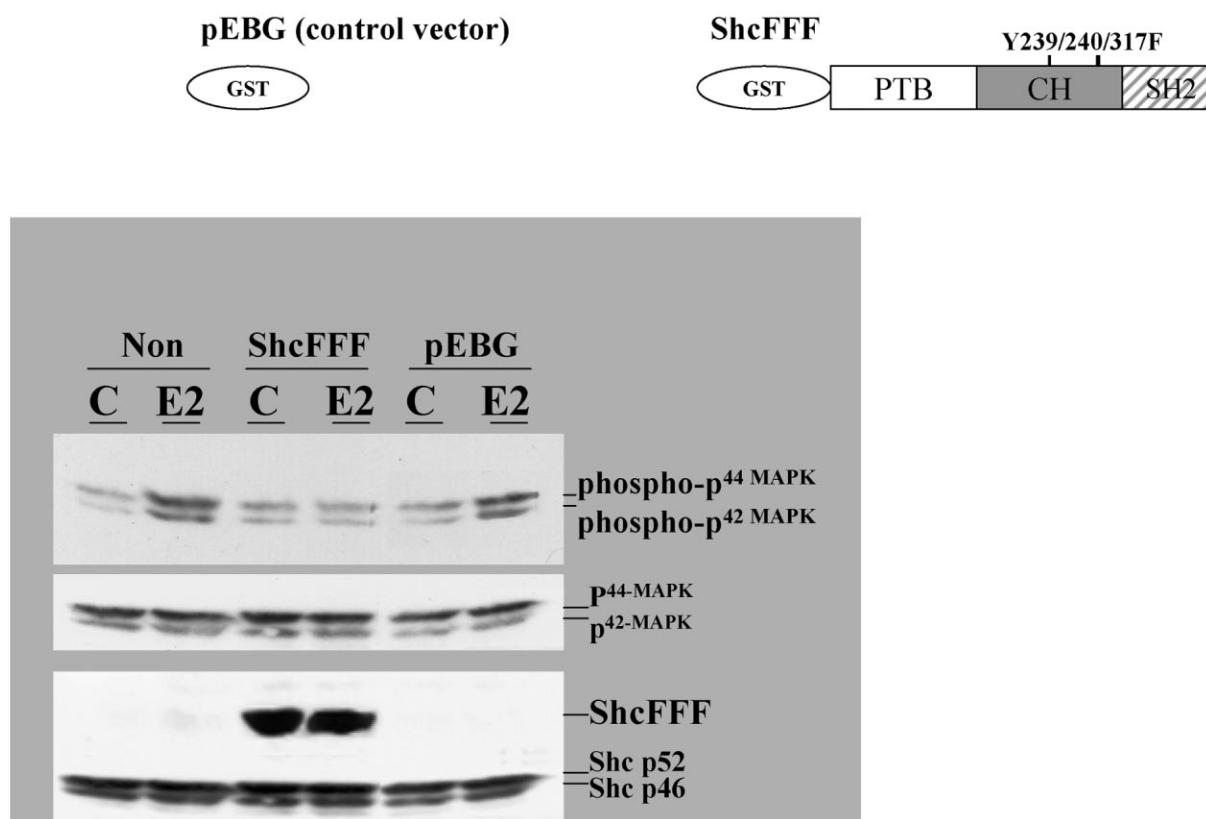 pEBG (control vector) ShcFFF
Y239/240/317F
GST GST PTB CH SH2
Non ShcFFF pEBG
C E2 C E2 C E2
phospho-p44 MAPK
phospho-p42 MAPK
P44-MAPK
p42-MAPK
ShcFFF
Shc p52
Shc p46